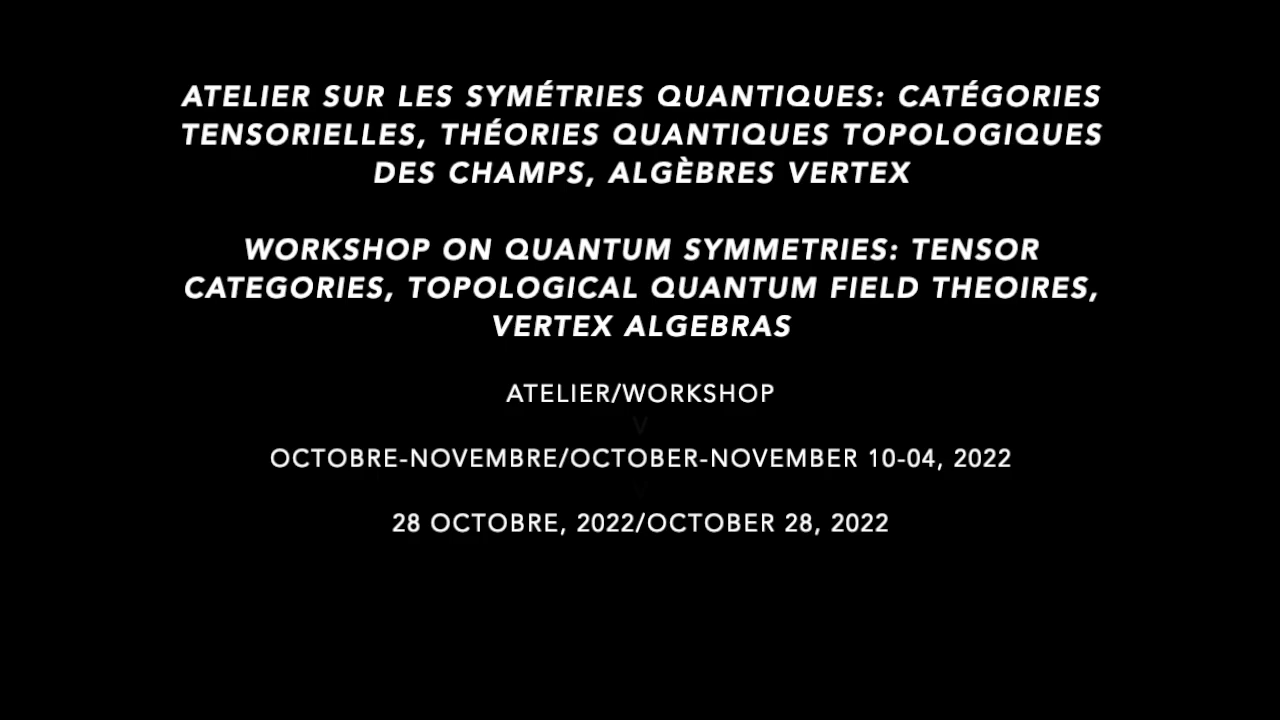 ATELIER SUR LES SYMÉTRIES QUANTIQUES: CATÉGORIES
TENSORIELLES, THÉORIES QUANTIQUES TOPOLOGIQUES
DES CHAMPS, ALGÈBRES VERTEX
WORKSHOP ON QUANTUM SYMMETRIES: TENSOR
CATEGORIES, TOPOLOGICAL QUANTUM FIELD THEOIRES,
VERTEX ALGEBRAS
ATELIER/WORKSHOP
V
OCTOBRE-NOVEMBRE/OCTOBER-NOVEMBER 10-04, 2022
V
28 OCTOBRE, 2022/OCTOBER 28, 2022